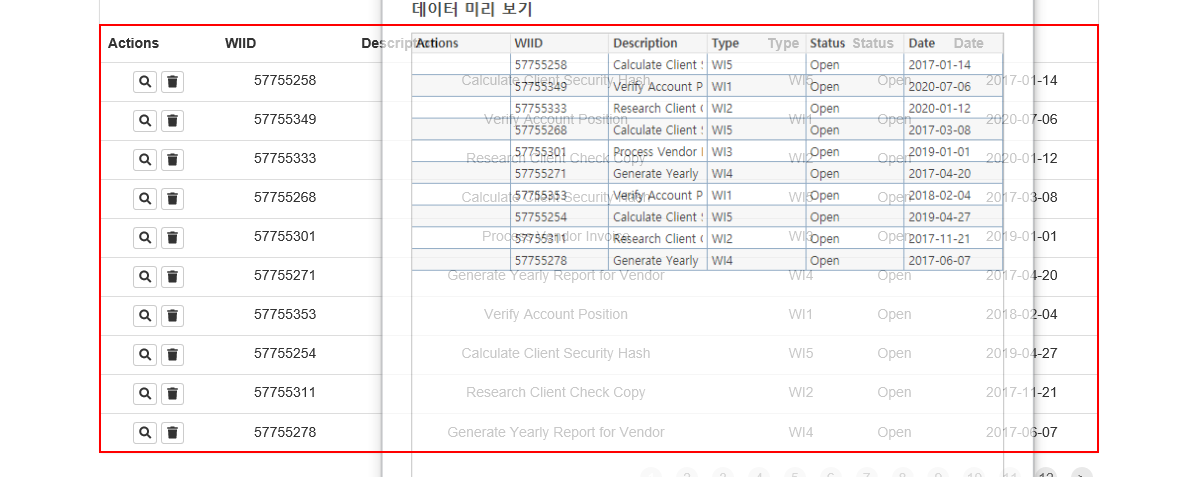 데이터 미리 보기
Actions WIID Description Type Status Date
Actions WIID Description Type Status Date
57755258 Calculate Client Security Hash WI5 Open 2017-01-14
57755349 Verify Account Position WI1 Open 2020-07-06
57755333 Research Client Check Copy WI2 Open 2020-01-12
57755268 Calculate Client Security Hash WI5 Open 2017-03-08
57755301 Process Vendor Invoice WI3 Open 2019-01-01
57755271 Generate Yearly Report for Vendor WI4 Open 2017-04-20
57755353 Verify Account Position WI1 Open 2018-02-04
57755254 Calculate Client Security Hash WI5 Open 2019-04-27
57755311 Research Client Check Copy WI2 Open 2017-11-21
57755278 Generate Yearly Report for Vendor WI4 Open 2017-06-07
57755258 Calculate Client WI5 Open 2017-01-14
57755349 Verify Account P WI1 Open 2020-07-06
57755333 Research Client WI2 Open 2020-01-12
57755268 Calculate Client WI5 Open 2017-03-08
57755301 Process Vendor WI3 Open 2019-01-01
57755271 Generate Yearly WI4 Open 2017-04-20
57755353 Verify Account P WI1 Open 2018-02-04
57755254 Calculate Client WI5 Open 2019-04-27
57755311 Research Client WI2 Open 2017-11-21
57755278 Generate Yearly WI4 Open 2017-06-07
2 3 4 5 6 7 8 9 10 11 12 >